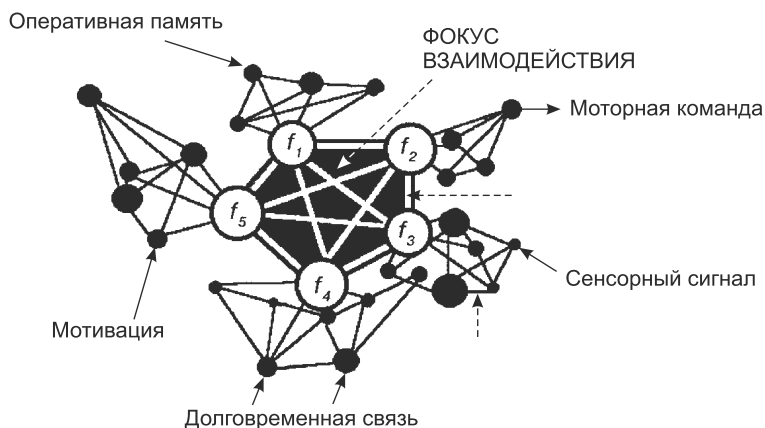 Оперативная память
ФОКУС
ВЗАИМОДЕЙСТВИЯ
Моторная команда
f1
f2
f5
f3
f4
Сенсорный сигнал
Мотивация
Долговременная связь